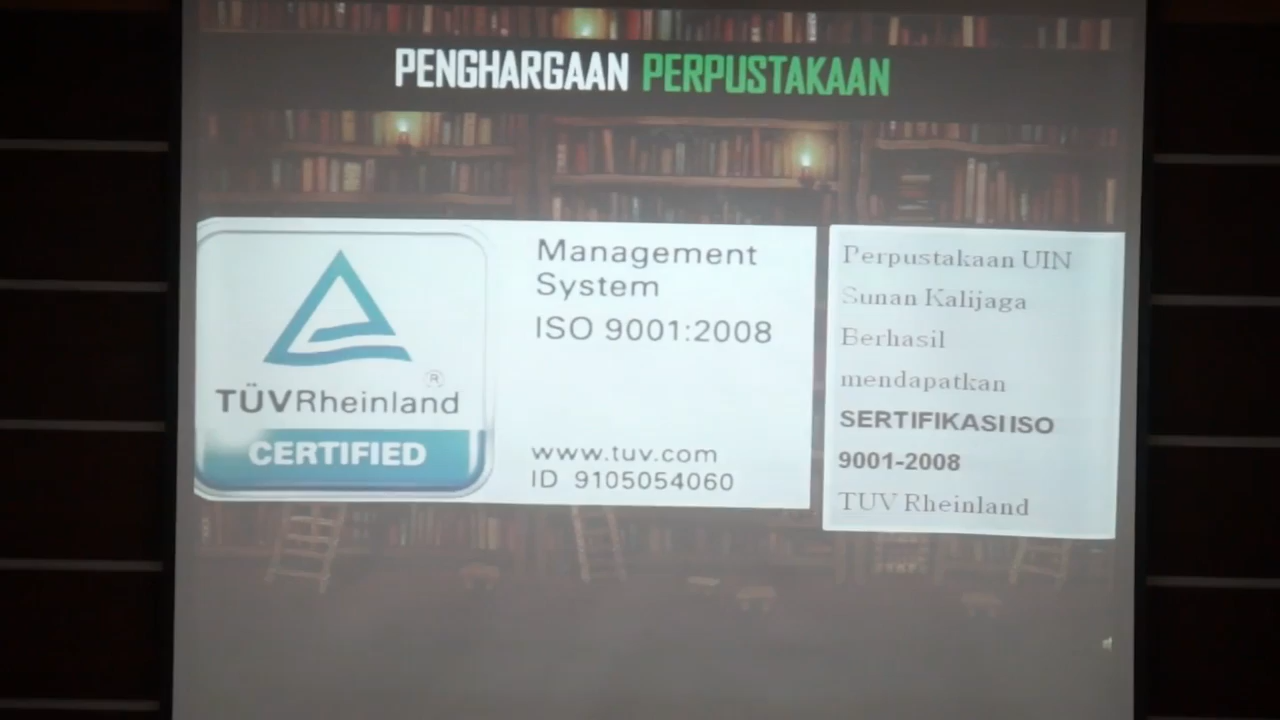 PENGHARGAAN PERPUSTAKAAN
Management
System
ISO 9001:2008
®
TÜVRheinland
CERTIFIED
www.tuv.com
ID 9105054060
Perpustakaan UIN
Sunan Kalijaga
Berhasil
mendapatkan
SERTIFIKASI ISO
9001-2008
TUV Rheinland